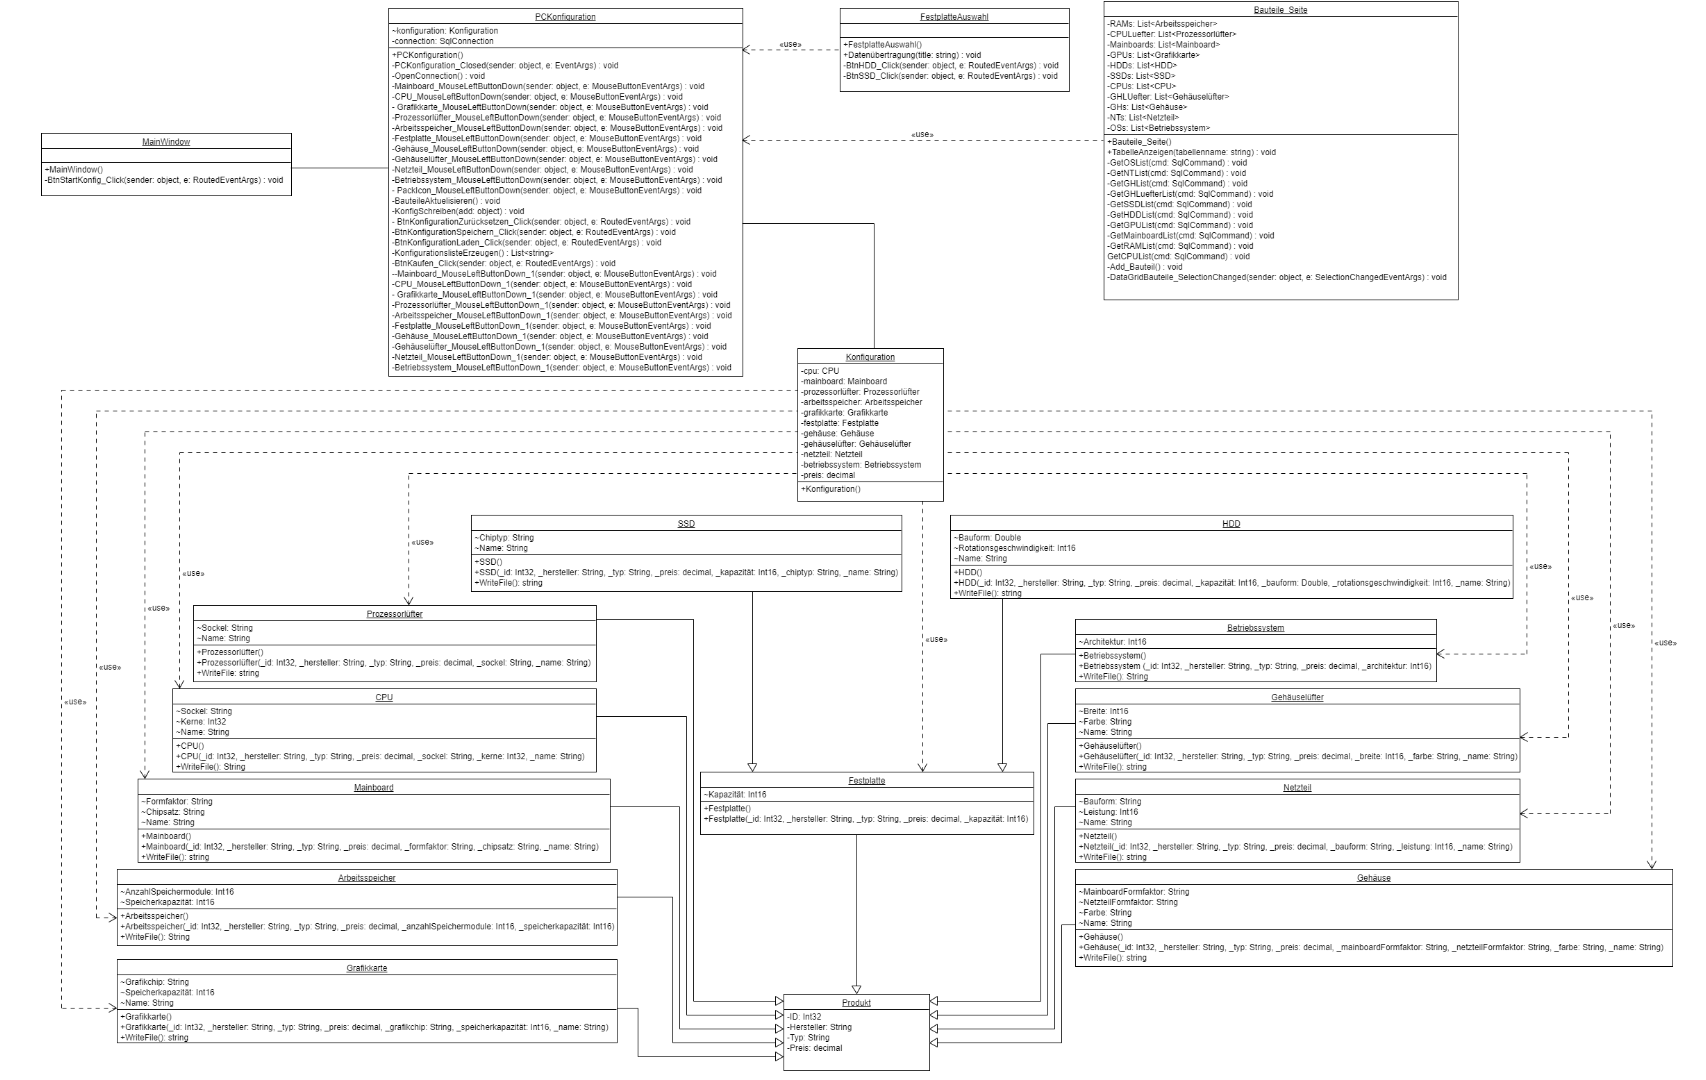 PCKonfiguration
~konfiguration: Konfiguration
-connection: SqlConnection
+PCKonfiguration()
-PCKonfiguration_Closed(sender: object, e: EventArgs) : void
-OpenConnection() : void
-Mainboard_MouseLeftButtonDown(sender: object, e: MouseButtonEventArgs) : void
-CPU_MouseLeftButtonDown(sender: object, e: MouseButtonEventArgs) : void
- Grafikkarte_MouseLeftButtonDown(sender: object, e: MouseButtonEventArgs) : void
-Prozessorlüfter_MouseLeftButtonDown(sender: object, e: MouseButtonEventArgs) : void
-Arbeitsspeicher_MouseLeftButtonDown(sender: object, e: MouseButtonEventArgs) : void
-Festplatte_MouseLeftButtonDown(sender: object, e: MouseButtonEventArgs) : void
-Gehäuse_MouseLeftButtonDown(sender: object, e: MouseButtonEventArgs) : void
-Gehäuselüfter_MouseLeftButtonDown(sender: object, e: MouseButtonEventArgs) : void
-Netzteil_MouseLeftButtonDown(sender: object, e: MouseButtonEventArgs) : void
-Betriebssystem_MouseLeftButtonDown(sender: object, e: MouseButtonEventArgs) : void
- PackIcon_MouseLeftButtonDown(sender: object, e: MouseButtonEventArgs) : void
-BauteileAktualisieren() : void
-KonfigSchreiben(add: object) : void
- BtnKonfigurationZurücksetzen_Click(sender: object, e: RoutedEventArgs) : void
-BtnKonfigurationSpeichern_Click(sender: object, e: RoutedEventArgs) : void
-BtnKonfigurationLaden_Click(sender: object, e: RoutedEventArgs) : void
-KonfigurationslisteErzeugen() : List<string>
-BtnKaufen_Click(sender: object, e: RoutedEventArgs) : void
--Mainboard_MouseLeftButtonDown_1(sender: object, e: MouseButtonEventArgs) : void
-CPU_MouseLeftButtonDown_1(sender: object, e: MouseButtonEventArgs) : void
- Grafikkarte_MouseLeftButtonDown_1(sender: object, e: MouseButtonEventArgs) : void
-Prozessorlüfter_MouseLeftButtonDown_1(sender: object, e: MouseButtonEventArgs) : void
-Arbeitsspeicher_MouseLeftButtonDown_1(sender: object, e: MouseButtonEventArgs) : void
-Festplatte_MouseLeftButtonDown_1(sender: object, e: MouseButtonEventArgs) : void
-Gehäuse_MouseLeftButtonDown_1(sender: object, e: MouseButtonEventArgs) : void
-Gehäuselüfter_MouseLeftButtonDown_1(sender: object, e: MouseButtonEventArgs) : void
-Netzteil_MouseLeftButtonDown_1(sender: object, e: MouseButtonEventArgs) : void
-Betriebssystem_MouseLeftButtonDown_1(sender: object, e: MouseButtonEventArgs) : void
«use»
FestplatteAuswahl
+FestplatteAuswahl()
+Datenübertragung(title: string) : void
-BtnHDD_Click(sender: object, e: RoutedEventArgs) : void
-BtnSSD_Click(sender: object, e: RoutedEventArgs) : void
«use»
Bauteile_Seite
-RAMs: List<Arbeitsspeicher>
-CPULuefter: List<Prozessorlüfter>
-Mainboards: List<Mainboard>
-GPUs: List<Grafikkarte>
-HDDs: List<HDD>
-SSDs: List<SSD>
-CPUs: List<CPU>
-GHLUefter: List<Gehäuselüfter>
-GHs: List<Gehäuse>
-NTs: List<Netzteil>
-OSs: List<Betriebssystem>
+Bauteile_Seite()
+TabelleAnzeigen(tabellenname: string) : void
-GetOSList(cmd: SqlCommand) : void
-GetNTList(cmd: SqlCommand) : void
-GetGHList(cmd: SqlCommand) : void
-GetGHLuefterList(cmd: SqlCommand) : void
-GetSSDList(cmd: SqlCommand) : void
-GetHDDList(cmd: SqlCommand) : void
-GetGPUList(cmd: SqlCommand) : void
-GetMainboardList(cmd: SqlCommand) : void
-GetRAMList(cmd: SqlCommand) : void
GetCPUList(cmd: SqlCommand) : void
-Add_Bauteil() : void
-DataGridBauteile_SelectionChanged(sender: object, e: SelectionChangedEventArgs) : void
MainWindow
+MainWindow()
-BtnStartKonfig_Click(sender: object, e: RoutedEventArgs) : void
Konfiguration
-cpu: CPU
-mainboard: Mainboard
-prozessorlüfter: Prozessorlüfter
-arbeitsspeicher: Arbeitsspeicher
-grafikkarte: Grafikkarte
-festplatte: Festplatte
-gehäuse: Gehäuse
-gehäuselüfter: Gehäuselüfter
-netzteil: Netzteil
-betriebssystem: Betriebssystem
-preis: decimal
+Konfiguration()
«use»
«use»
«use»
«use»
«use»
«use»
«use»
«use»
«use»
«use»
SSD
~Chiptyp: String
~Name: String
+SSD()
+SSD(_id: Int32, _hersteller: String, _typ: String, _preis: decimal, _kapazität: Int16, _chiptyp: String, _name: String)
+WriteFile(): string
HDD
~Bauform: Double
~Rotationsgeschwindigkeit: Int16
~Name: String
+HDD()
+HDD(_id: Int32, _hersteller: String, _typ: String, _preis: decimal, _kapazität: Int16, _bauform: Double, _rotationsgeschwindigkeit: Int16, _name: String)
+WriteFile(): string
Prozessorlüfter
~Sockel: String
~Name: String
+Prozessorlüfter()
+Prozessorlüfter(_id: Int32, _hersteller: String, _typ: String, _preis: decimal, _sockel: String, _name: String)
+WriteFile: string
Betriebssystem
~Architektur: Int16
+Betriebssystem()
+Betriebssystem (_id: Int32, _hersteller: String, _typ: String, _preis: decimal, _architektur: Int16)
+WriteFile(): String
CPU
~Sockel: String
~Kerne: Int32
~Name: String
+CPU()
+CPU(_id: Int32, _hersteller: String, _typ: String, _preis: decimal, _sockel: String, _kerne: Int32, _name: String)
+WriteFile(): String
Gehäuselüfter
~Breite: Int16
~Farbe: String
~Name: String
+Gehäuselüfter()
+Gehäuselüfter(_id: Int32, _hersteller: String, _typ: String, _preis: decimal, _breite: Int16, _farbe: String, _name: String)
+WriteFile(): string
Mainboard
~Formfaktor: String
~Chipsatz: String
~Name: String
+Mainboard()
+Mainboard(_id: Int32, _hersteller: String, _typ: String, _preis: decimal, _formfaktor: String, _chipsatz: String, _name: String)
+WriteFile(): string
Festplatte
~Kapazität: Int16
+Festplatte()
+Festplatte(_id: Int32, _hersteller: String, _typ: String, _preis: decimal, _kapazität: Int16)
Netzteil
~Bauform: String
~Leistung: Int16
~Name: String
+Netzteil()
+Netzteil(_id: Int32, _hersteller: String, _typ: String, _preis: decimal, _bauform: String, _leistung: Int16, _name: String)
+WriteFile(): string
Arbeitsspeicher
~AnzahlSpeichermodule: Int16
~Speicherkapazität: Int16
+Arbeitsspeicher()
+Arbeitsspeicher(_id: Int32, _hersteller: String, _typ: String, _preis: decimal, _anzahlSpeichermodule: Int16, _speicherkapazität: Int16)
+WriteFile(): String
Gehäuse
~MainboardFormfaktor: String
~NetzteilFormfaktor: String
~Farbe: String
~Name: String
+Gehäuse()
+Gehäuse(_id: Int32, _hersteller: String, _typ: String, _preis: decimal, _mainboardFormfaktor: String, _netzteilFormfaktor: String, _farbe: String, _name: String)
+WriteFile(): string
Grafikkarte
~Grafikchip: String
~Speicherkapazität: Int16
~Name: String
+Grafikkarte()
+Grafikkarte(_id: Int32, _hersteller: String, _typ: String, _preis: decimal, _grafikchip: String, _speicherkapazität: Int16, _name: String)
+WriteFile(): string
Produkt
-ID: Int32
-Hersteller: String
-Typ: String
-Preis: decimal